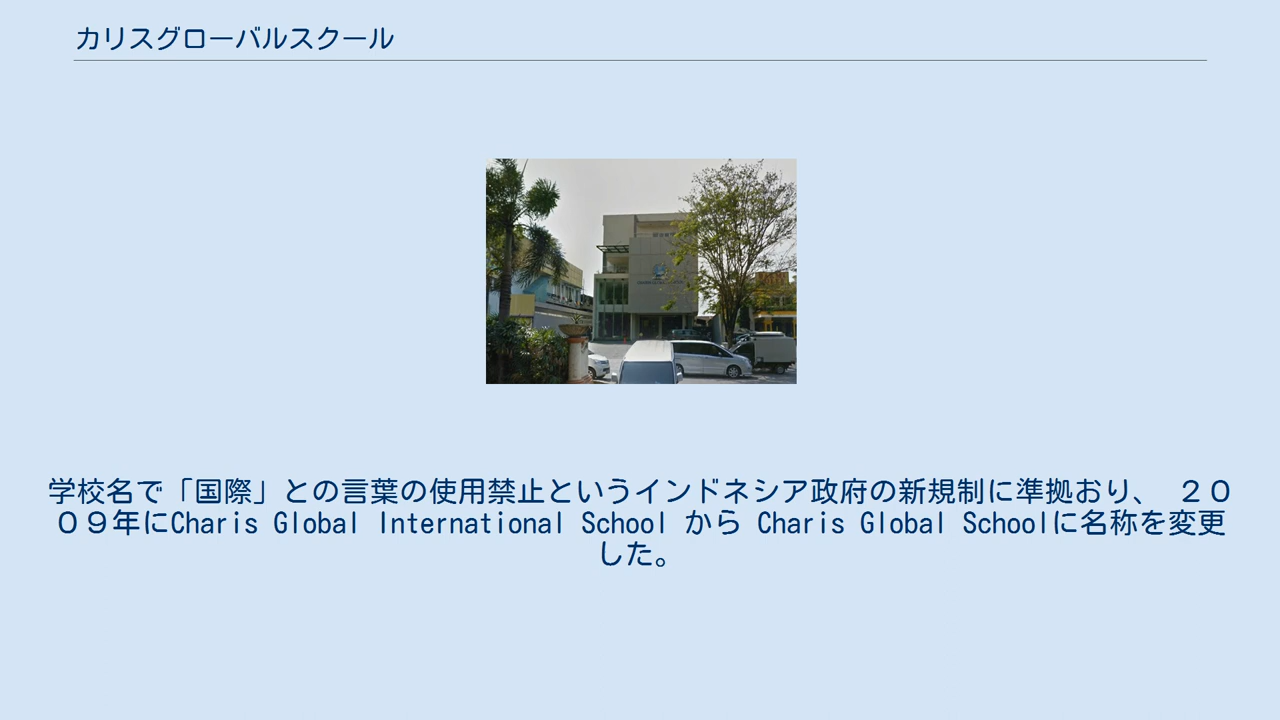 カリスグローバルスクール
学校名で「国際」との言葉の使用禁止というインドネシア政府の新規制に準拠おり、 ２０
０９年にCharis Global International School から Charis Global Schoolに名称を変更
した。